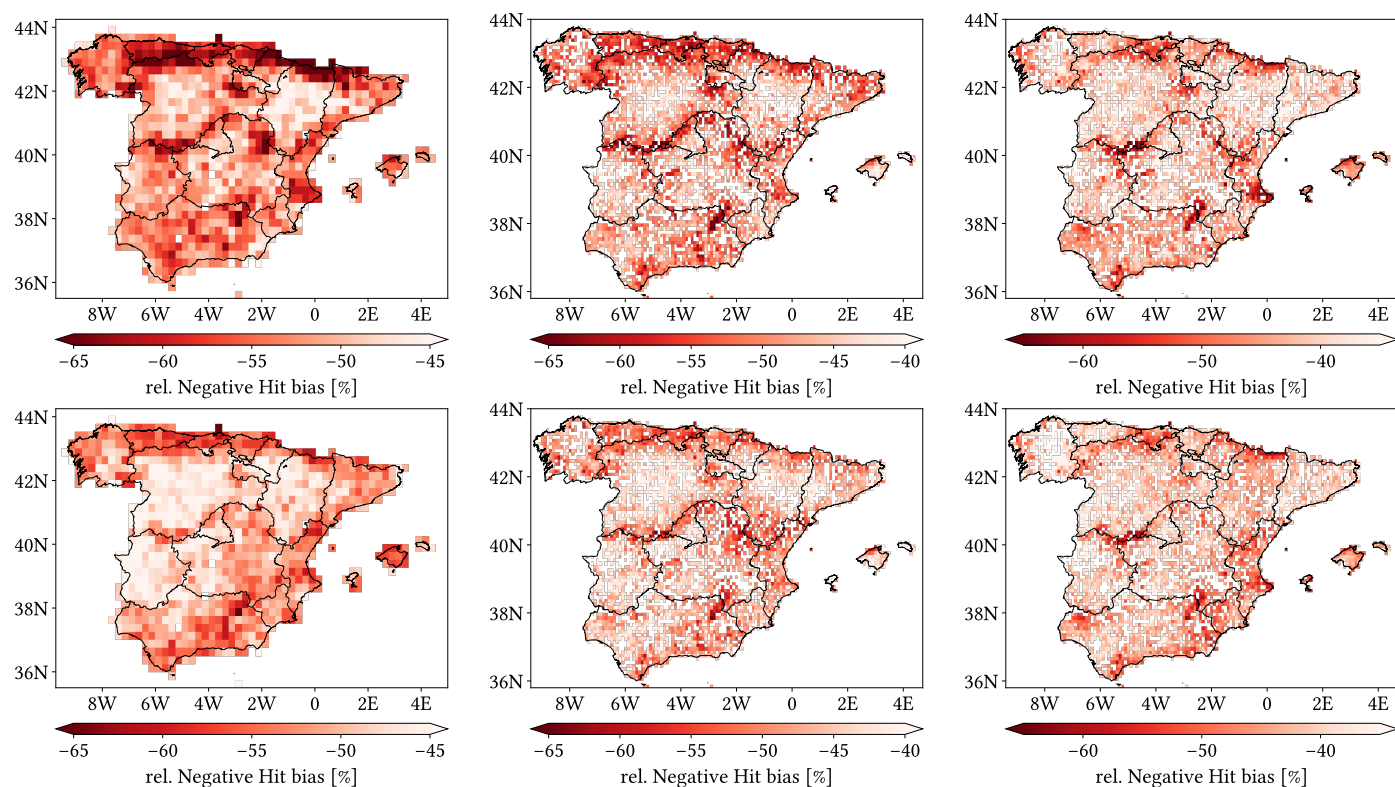 44N 42N 40N 38N 36N
8W 6W 4W 2W 0 2E 4E
−65 −60 −55 −50 −45
rel. Negative Hit bias [%]
44N 42N 40N 38N 36N
8W 6W 4W 2W 0 2E 4E
−65 −60 −55 −50 −45 −40
rel. Negative Hit bias [%]
44N 42N 40N 38N 36N
8W 6W 4W 2W 0 2E 4E
−60 −50 −40
rel. Negative Hit bias [%]
44N 42N 40N 38N 36N
8W 6W 4W 2W 0 2E 4E
−65 −60 −55 −50 −45
rel. Negative Hit bias [%]
44N 42N 40N 38N 36N
8W 6W 4W 2W 0 2E 4E
−65 −60 −55 −50 −45 −40
rel. Negative Hit bias [%]
44N 42N 40N 38N 36N
8W 6W 4W 2W 0 2E 4E
−60 −50 −40
rel. Negative Hit bias [%]